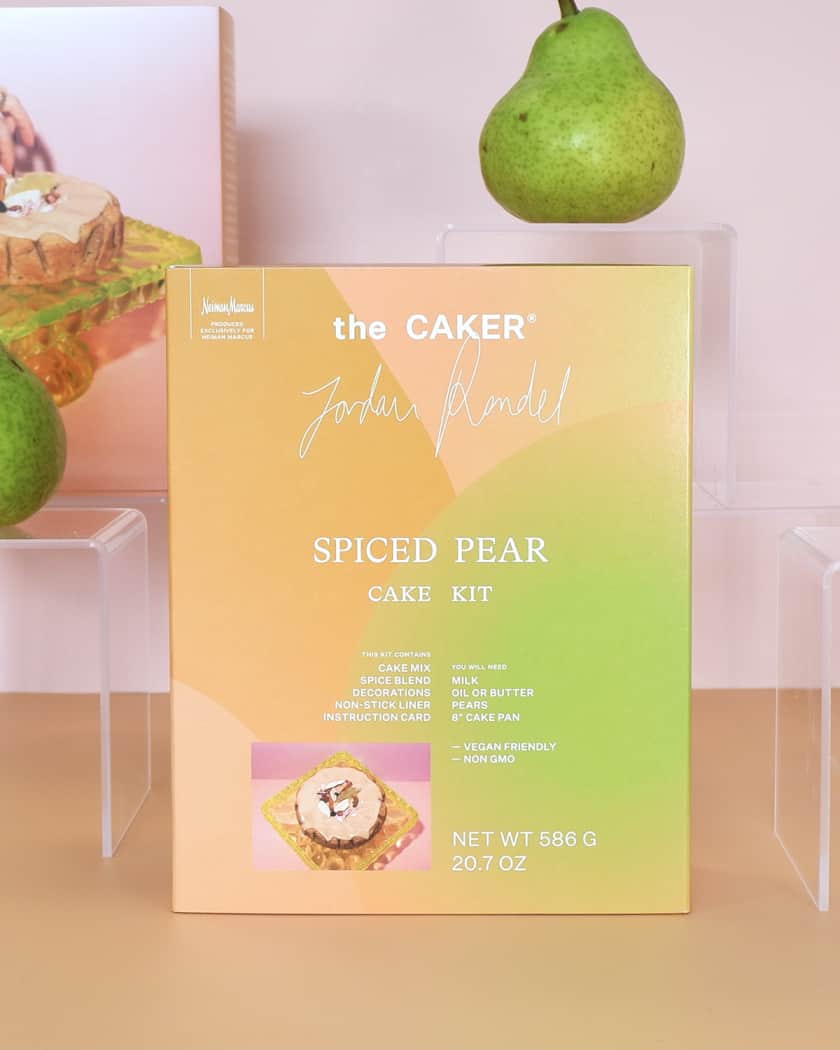 Neiman Marcus
PRODUCED
EXCLUSIVELY FOR
NEIMAN MARCUS
the CAKER®
Jordan Rondel
SPICED PEAR
CAKE KIT
THIS KIT CONTAINS
CAKE MIX
SPICE BLEND
DECORATIONS
NON-STICK LINER
INSTRUCTION CARD
YOU WILL NEED
MILK
OIL OR BUTTER
PEARS
8" CAKE PAN
— VEGAN FRIENDLY
— NON GMO
NET WT 586 G
20.7 OZ